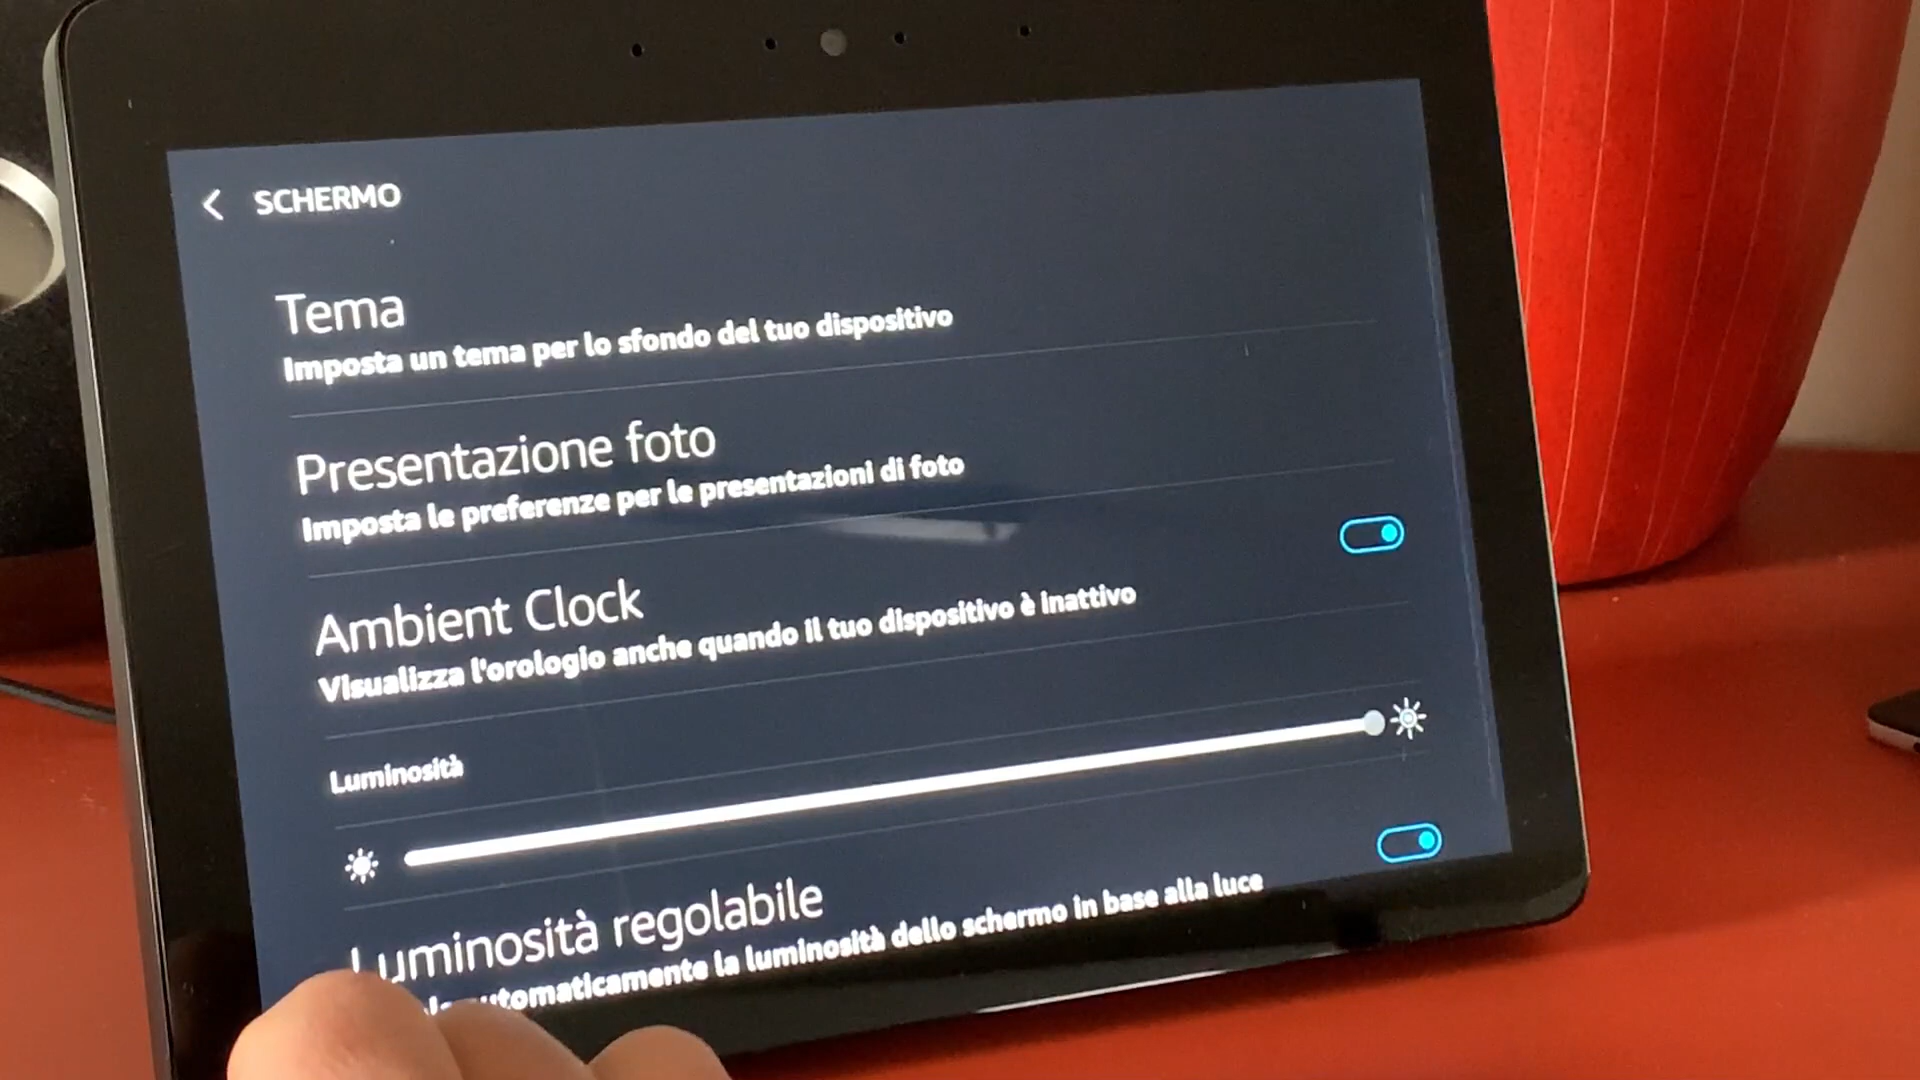 SCHERMO
Tema
Imposta un tema per lo sfondo del tuo dispositivo
Presentazione foto
Imposta le preferenze per le presentazioni di foto
Ambient Clock
Visualizza l'orologio anche quando il tuo dispositivo è inattivo
Luminosità
Luminosità regolabile
automaticamente la luminosità dello schermo in base alla luce